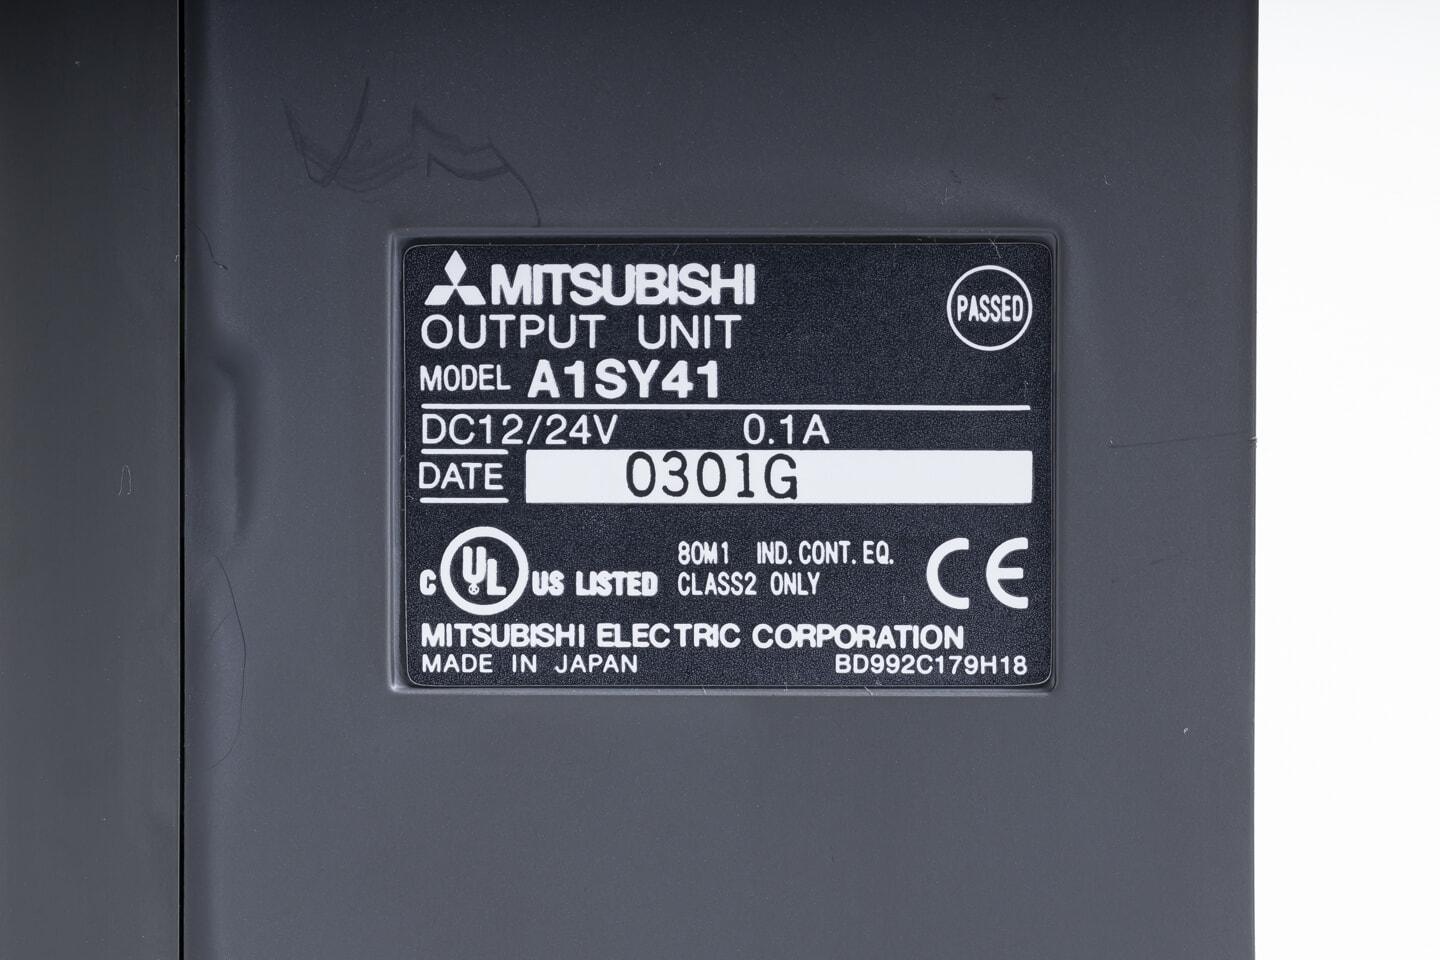 MITSUBISHI
PASSED
OUTPUT UNIT
MODEL A1SY41
DC12/24V 0.1A
DATE 0301G
C UL US LISTED 80M1 IND. CONT. EQ.
CLASS2 ONLY
CE
MITSUBISHI ELECTRIC CORPORATION
MADE IN JAPAN BD992C179H18